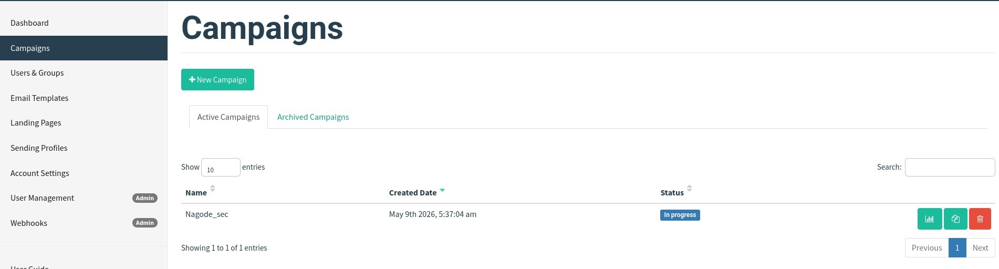 Dashboard
Campaigns
Users & Groups
Email Templates
Landing Pages
Sending Profiles
Account Settings
User Management Admin
Webhooks Admin
User Guide
Campaigns
New Campaign
Active Campaigns Archived Campaigns
Show 10 entries Search:
Name Created Date Status
Nagode_sec May 9th 2026, 5:37:04 am In progress
Showing 1 to 1 of 1 entries Previous 1 Next